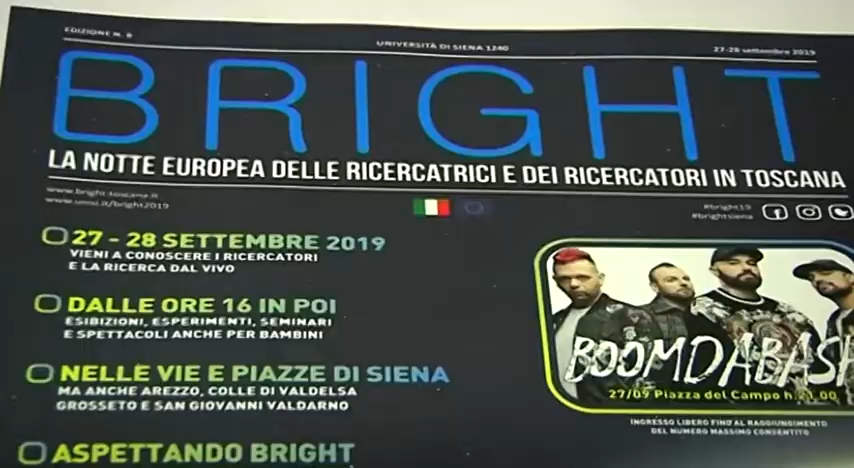 EDIZIONE N. 8
UNIVERSITÀ DI SIENA 1240
27-28 settembre 2019
BRIGHT
LA NOTTE EUROPEA DELLE RICERCATRICI E DEI RICERCATORI IN TOSCANA
www.bright-toscana.it
www.unisi.it/bright2019
#bright19
#brightsiena
27 - 28 SETTEMBRE 2019
VIENI A CONOSCERE I RICERCATORI
E LA RICERCA DAL VIVO
DALLE ORE 16 IN POI
ESIBIZIONI, ESPERIMENTI, SEMINARI
E SPETTACOLI ANCHE PER BAMBINI
NELLE VIE E PIAZZE DI SIENA
MA ANCHE AREZZO, COLLE DI VALDELSA
GROSSETO E SAN GIOVANNI VALDARNO
ASPETTANDO BRIGHT
BOOMDABASH
27/09 Piazza del Campo h.21.00
INGRESSO LIBERO FINO AL RAGGIUNGIMENTO
DEL NUMERO MASSIMO CONSENTITO